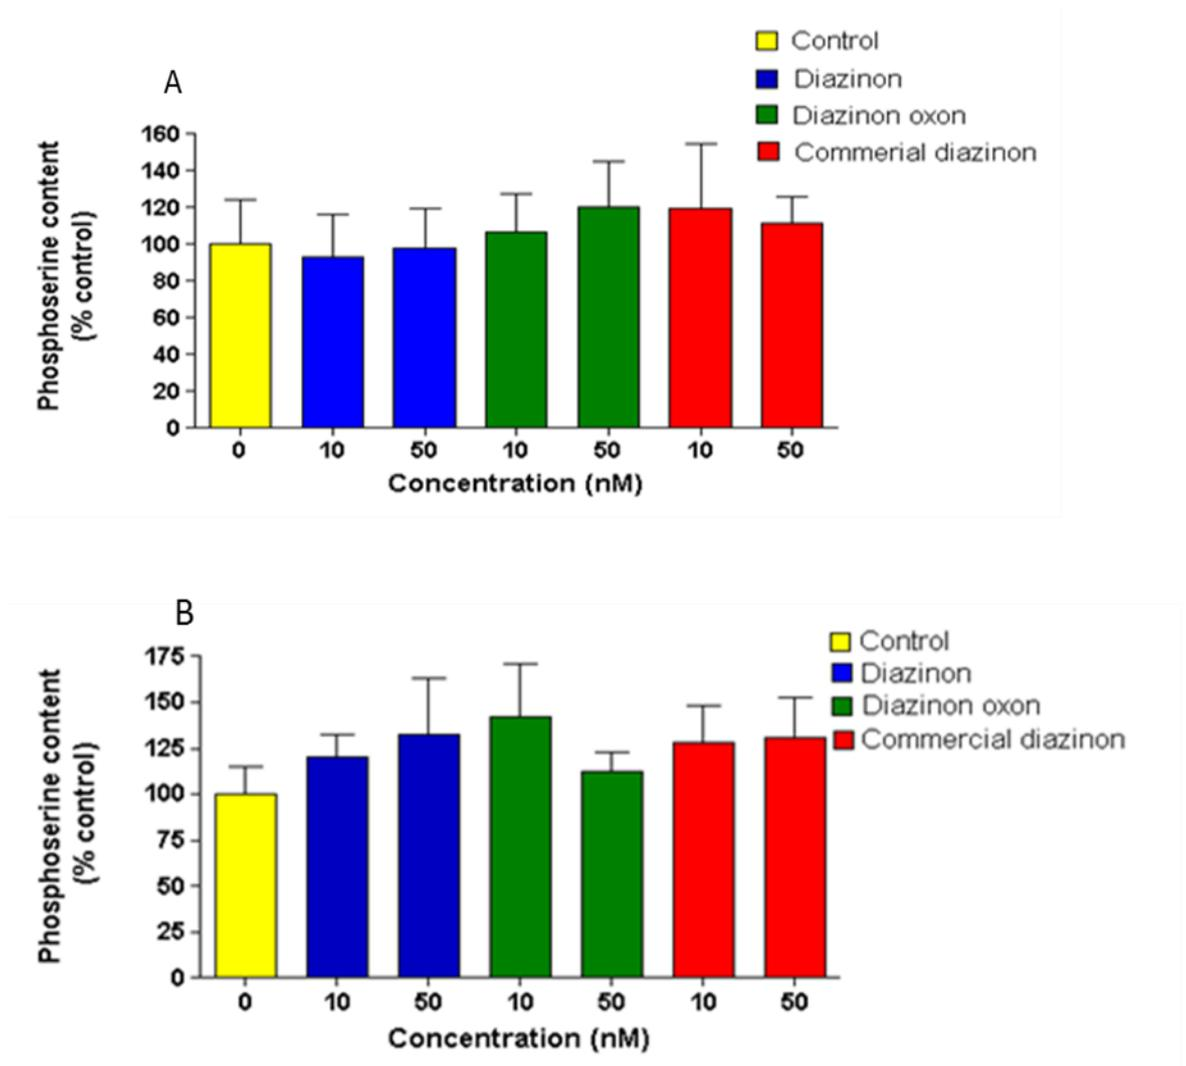 A
Control
Diazinon
Diazinon oxon
Commerial diazinon
Phosphoserine content
(% control)
160
140
120
100
80
60
40
20
0
0 10 50 10 50 10 50
Concentration (nM)
B
Control
Diazinon
Diazinon oxon
Commercial diazinon
Phosphoserine content
(% control)
175
150
125
100
75
50
25
0
0 10 50 10 50 10 50
Concentration (nM)